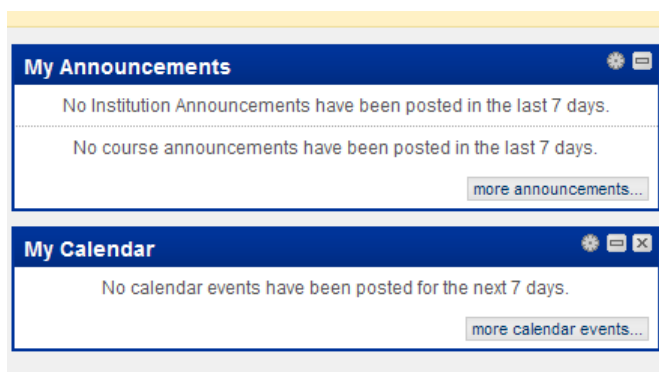 My Announcements
No Institution Announcements have been posted in the last 7 days.
No course announcements have been posted in the last 7 days.
more announcements...
My Calendar
No calendar events have been posted for the next 7 days.
more calendar events...